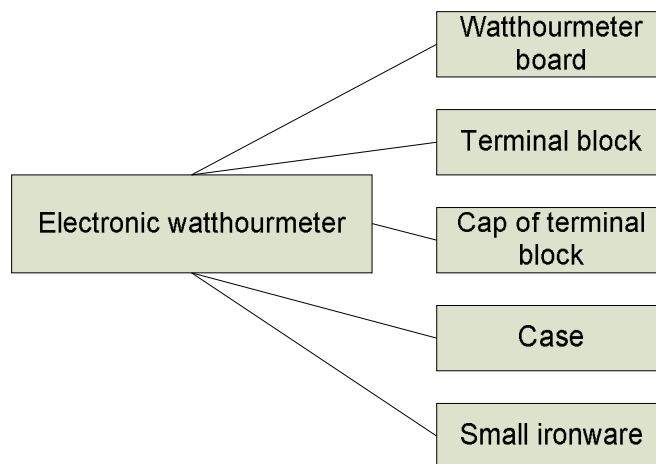 Watthourmeter
board
Terminal block
Electronic watthourmeter
Cap of terminal
block
Case
Small ironware